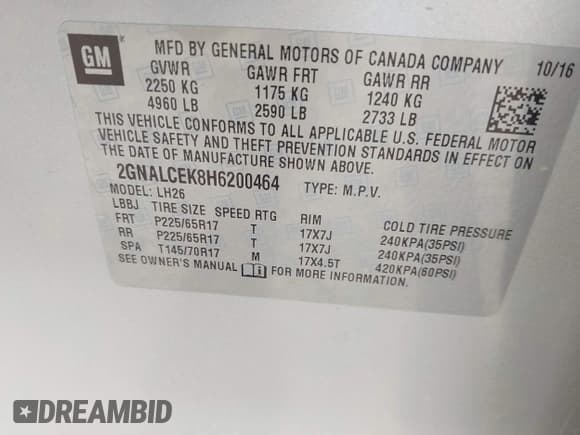 GM
MFD BY GENERAL MOTORS OF CANADA COMPANY 10/16
GVWR GAWR FRT GAWR RR
2250 KG 1175 KG 1240 KG
4960 LB 2590 LB 2733 LB
THIS VEHICLE CONFORMS TO ALL APPLICABLE U.S. FEDERAL MOTOR
VEHICLE SAFETY AND THEFT PREVENTION STANDARDS IN EFFECT ON
THE DATE OF MANUFACTURE SHOWN ABOVE.
2GNALCEK8H6200464 TYPE: M.P.V.
MODEL: LH26
LBBJ TIRE SIZE SPEED RTG RIM COLD TIRE PRESSURE
FRT P225/65R17 T 17X7J 240KPA(35PSI)
RR P225/65R17 T 17X7J 240KPA(35PSI)
SPA T145/70R17 M 17X4.5T 420KPA(60PSI)
SEE OWNER'S MANUAL FOR MORE INFORMATION
DREAMBID